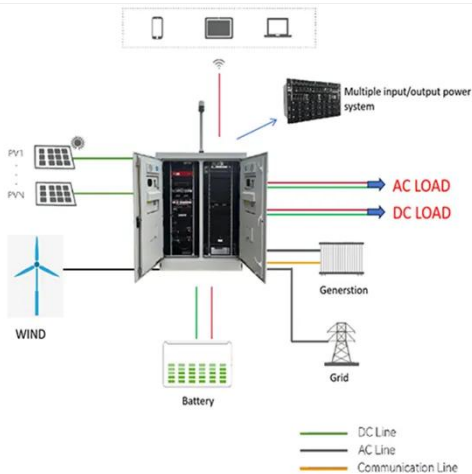 Multiple input/output power
system
PV1
PVN
AC LOAD
DC LOAD
Generstion
WIND
Grid
Battery
DC Line
AC Line
Communication Line